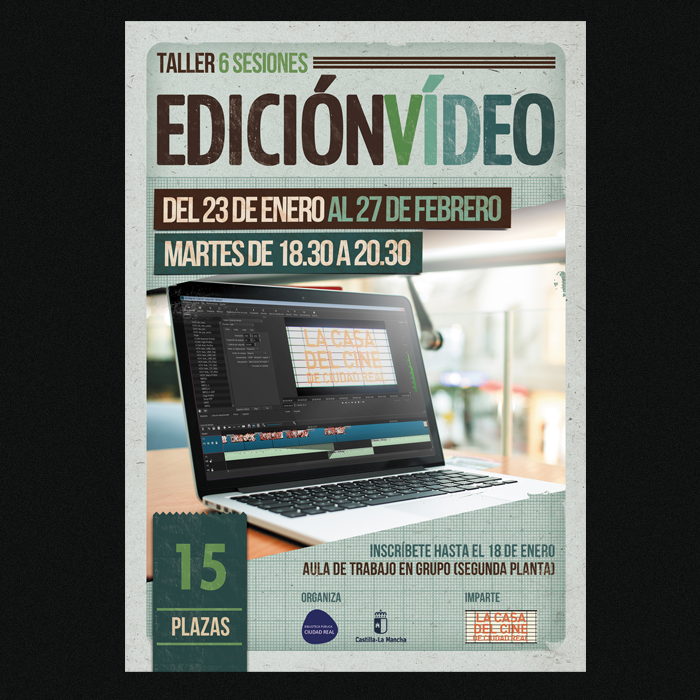 TALLER 6 SESIONES
EDICIÓNVÍDEO
DEL 23 DE ENERO AL 27 DE FEBRERO
MARTES DE 18.30 A 20.30
LA CASA
DEL CINE
DE CIUDAD REAL
15
PLAZAS
INSCRÍBETE HASTA EL 18 DE ENERO
AULA DE TRABAJO EN GRUPO (SEGUNDA PLANTA)
ORGANIZA
BIBLIOTECA PÚBLICA
CIUDAD REAL
Castilla-La Mancha
IMPARTE
LA CASA
DEL CINE
DE CIUDAD REAL